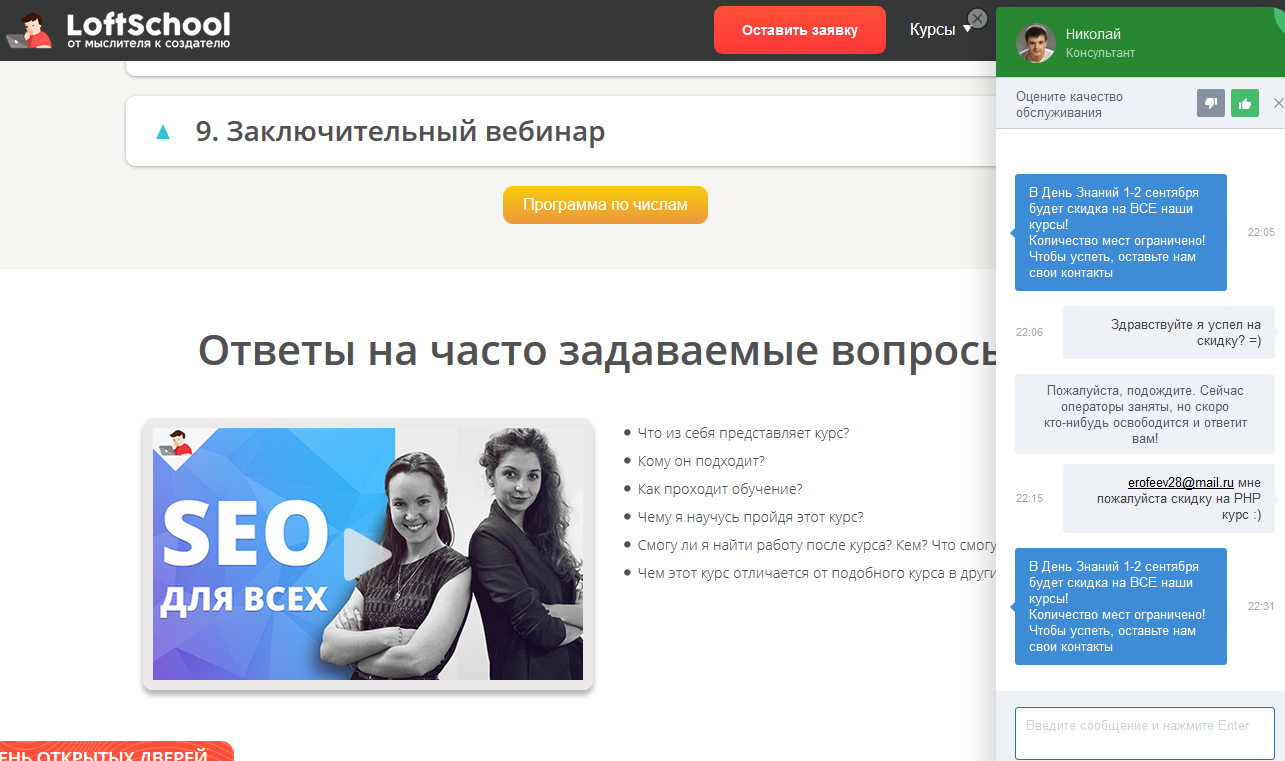 LoftSchool
от мыслителя к создателю
Оставить заявку
Курсы
9. Заключительный вебинар
Программа по числам
Ответы на часто задаваемые вопросы
SEO
ДЛЯ ВСЕХ
Что из себя представляет курс?
Кому он подходит?
Как проходит обучение?
Чему я научусь пройдя этот курс?
Смогу ли я найти работу после курса? Кем? Что смогу
Чем этот курс отличается от подобного курса в други
ЕНЬ ОТКРЫТЫХ ДВЕРЕЙ
Николай
Консультант
Оцените качество
обслуживания
В День Знаний 1-2 сентября
будет скидка на ВСЕ наши
курсы!
Количество мест ограничено!
Чтобы успеть, оставьте нам
свои контакты
22:05
22:06
Здравствуйте я успел на
скидку? =)
Пожалуйста, подождите. Сейчас
операторы заняты, но скоро
кто-нибудь освободится и ответит
вам!
22:15
erofeev28@mail.ru мне
пожалуйста скидку на PHP
курс :)
В День Знаний 1-2 сентября
будет скидка на ВСЕ наши
курсы!
Количество мест ограничено!
Чтобы успеть, оставьте нам
свои контакты
22:31
Введите сообщение и нажмите Enter